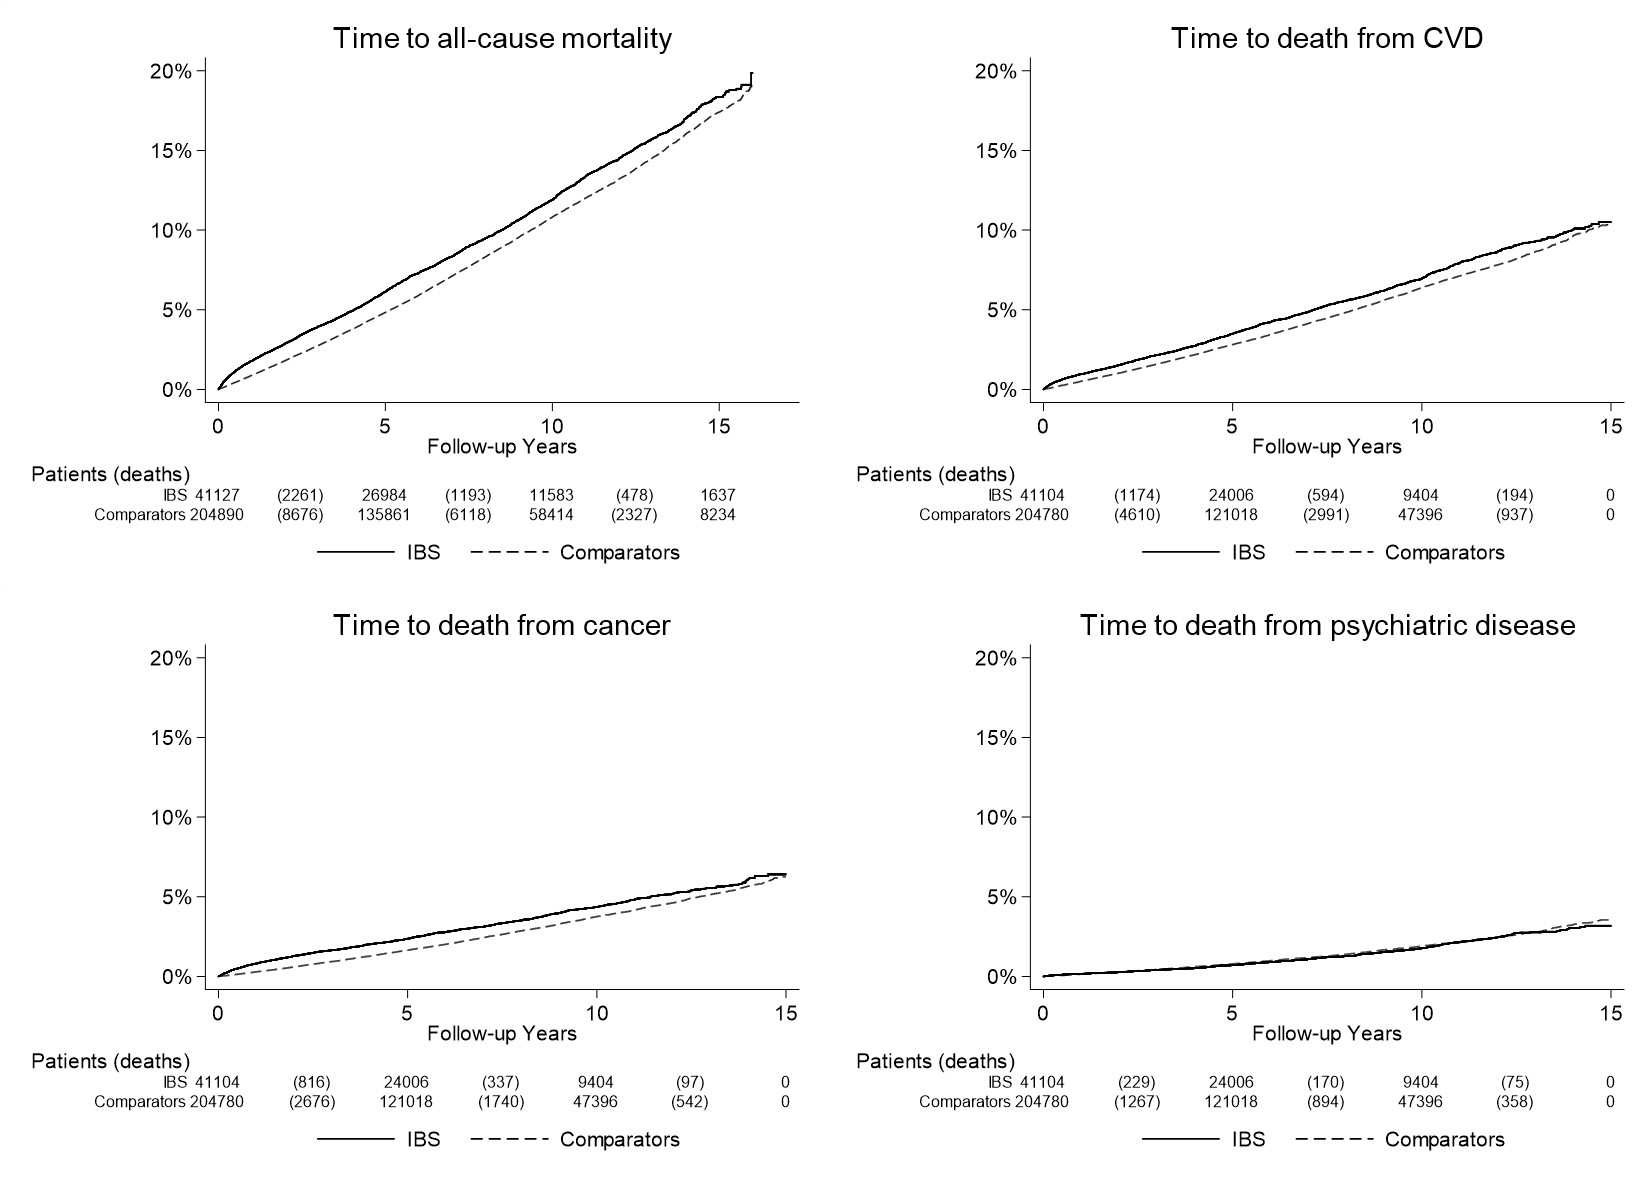 Time to all-cause mortality
20%
15%
10%
5%
0%
0 5 10 15
Follow-up Years
Patients (deaths)
IBS 41127 (2261) 26984 (1193) 11583 (478) 1637
Comparators 204890 (8676) 135861 (6118) 58414 (2327) 8234
IBS Comparators
Time to death from CVD
20%
15%
10%
5%
0%
0 5 10 15
Follow-up Years
Patients (deaths)
IBS 41104 (1174) 24006 (594) 9404 (194) 0
Comparators 204780 (4610) 121018 (2991) 47396 (937) 0
IBS Comparators
Time to death from cancer
20%
15%
10%
5%
0%
0 5 10 15
Follow-up Years
Patients (deaths)
IBS 41104 (816) 24006 (337) 9404 (97) 0
Comparators 204780 (2676) 121018 (1740) 47396 (542) 0
IBS Comparators
Time to death from psychiatric disease
20%
15%
10%
5%
0%
0 5 10 15
Follow-up Years
Patients (deaths)
IBS 41104 (229) 24006 (170) 9404 (75) 0
Comparators 204780 (1267) 121018 (894) 47396 (358) 0
IBS Comparators